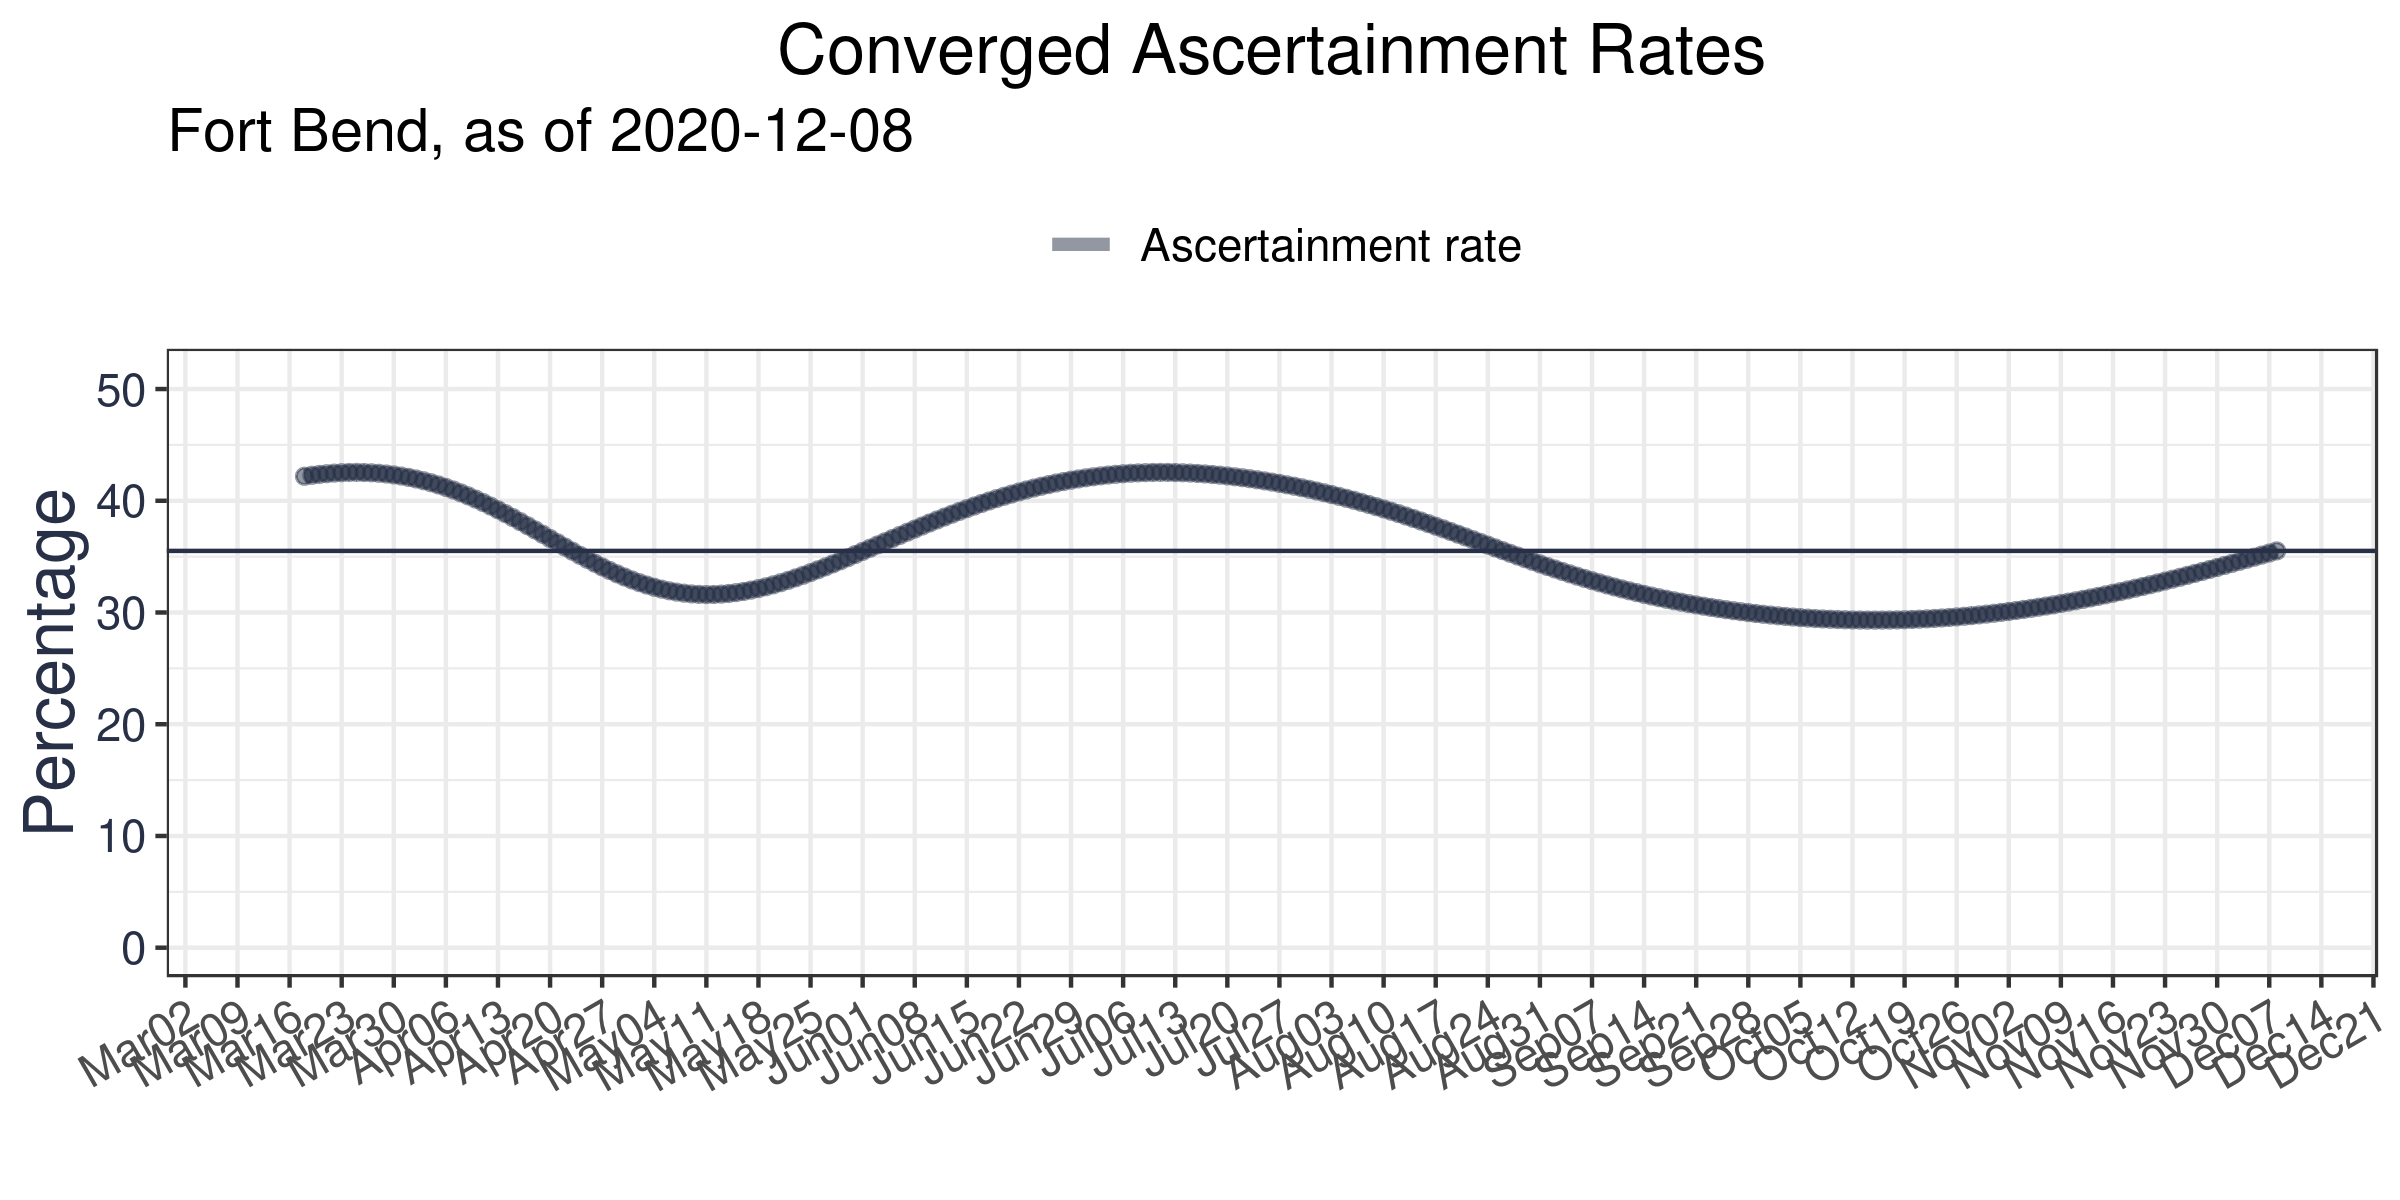 Converged Ascertainment Rates
Fort Bend, as of 2020-12-08
Ascertainment rate
Percentage
50
40
30
20
10
0
Mar02
Mar09
Mar16
Mar23
Mar30
Apr06
Apr13
Apr20
Apr27
May04
May11
May18
May25
Jun01
Jun08
Jun15
Jun22
Jun29
Jul06
Jul13
Jul20
Jul27
Aug03
Aug10
Aug17
Aug24
Aug31
Sep07
Sep14
Sep21
Sep28
Oct05
Oct12
Oct19
Oct26
Nov02
Nov09
Nov16
Nov23
Nov30
Dec07
Dec14
Dec21